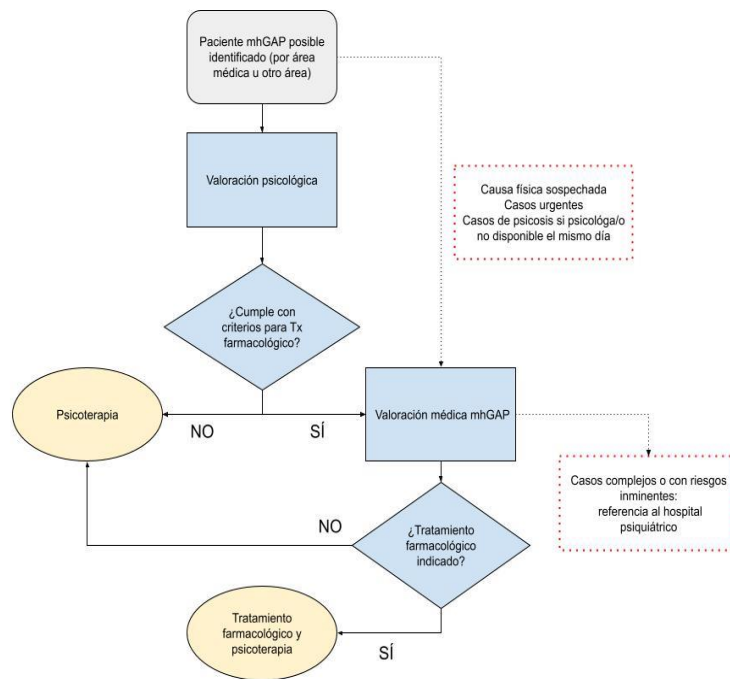 Paciente mhGAP posible
identificado (por área
médica u otro área)
Valoración psicológica
Causa física sospechada
Casos urgentes
Casos de psicosis si psicológa/o
no disponible el mismo día
¿Cumple con
criterios para Tx
farmacológico?
Psicoterapia
NO
SÍ
Valoración médica mhGAP
Casos complejos o con riesgos
inminentes:
referencia al hospital
psiquiátrico
NO
¿Tratamiento
farmacológico
indicado?
Tratamiento
farmacológico y
psicoterapia
SÍ